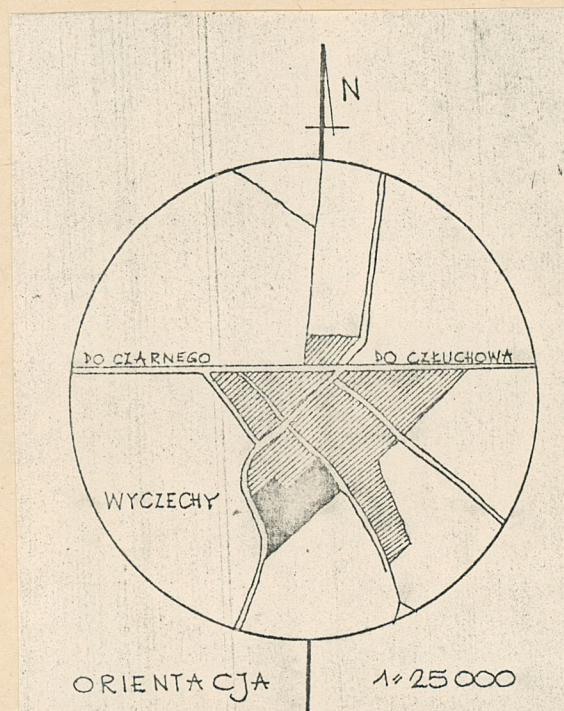 N
DO CZARNEGO
DO CZŁUCHOWA
WYCZECHY
ORIENTACJA 1:25000